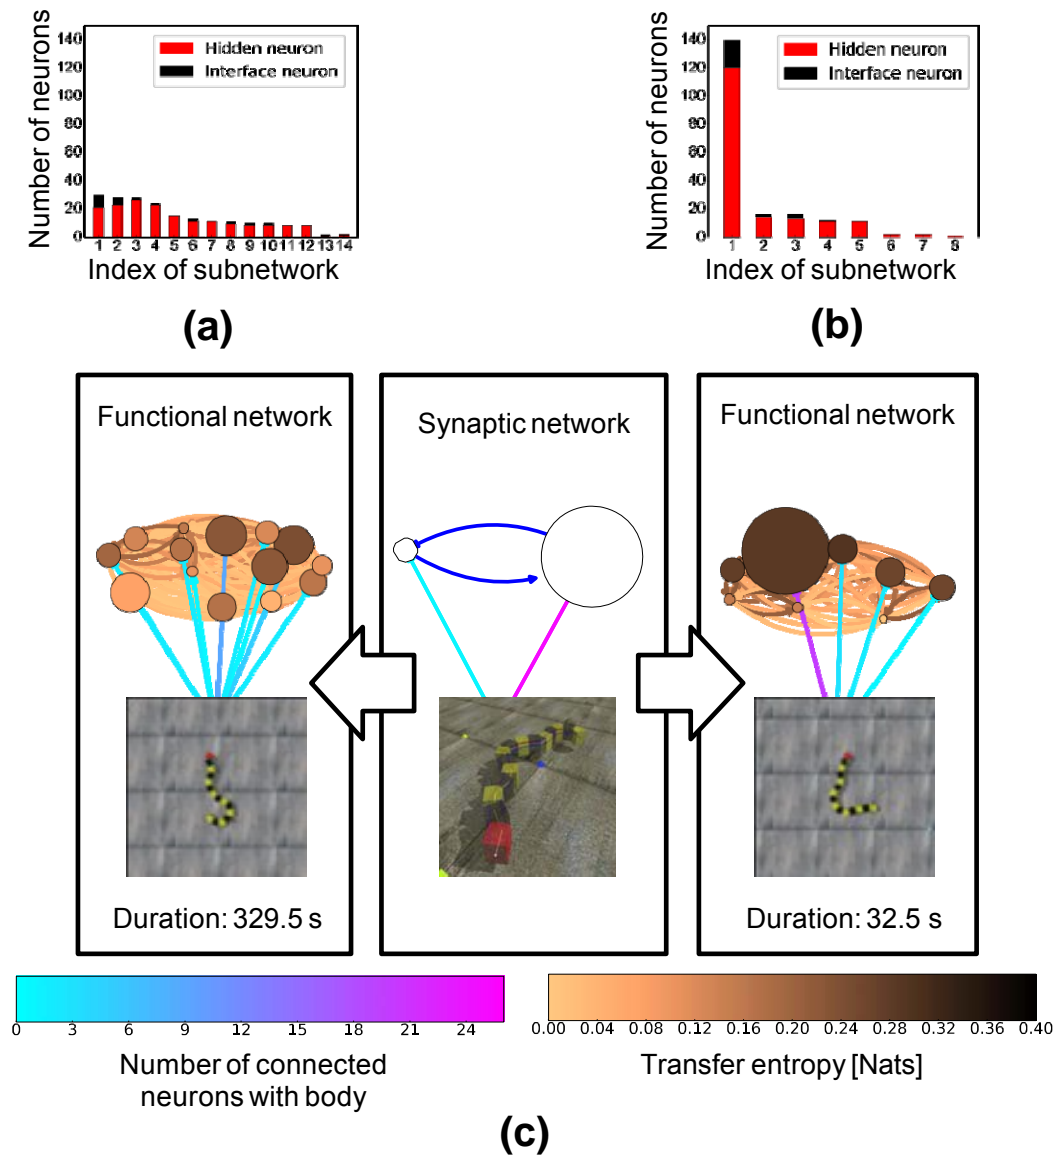 Number of neurons
140
120
100
80
60
40
20
0
Hidden neuron
Interface neuron
1 2 3 4 5 6 7 8 9 10 11 12 13 14
Index of subnetwork
(a)
Number of neurons
140
120
100
80
60
40
20
0
Hidden neuron
Interface neuron
1 2 3 4 5 6 7 8
Index of subnetwork
(b)
Functional network
Duration: 329.5 s
Synaptic network
Functional network
Duration: 32.5 s
0 3 6 9 12 15 18 21 24
Number of connected
neurons with body
0.00 0.04 0.08 0.12 0.16 0.20 0.24 0.28 0.32 0.36 0.40
Transfer entropy [Nats]
(c)